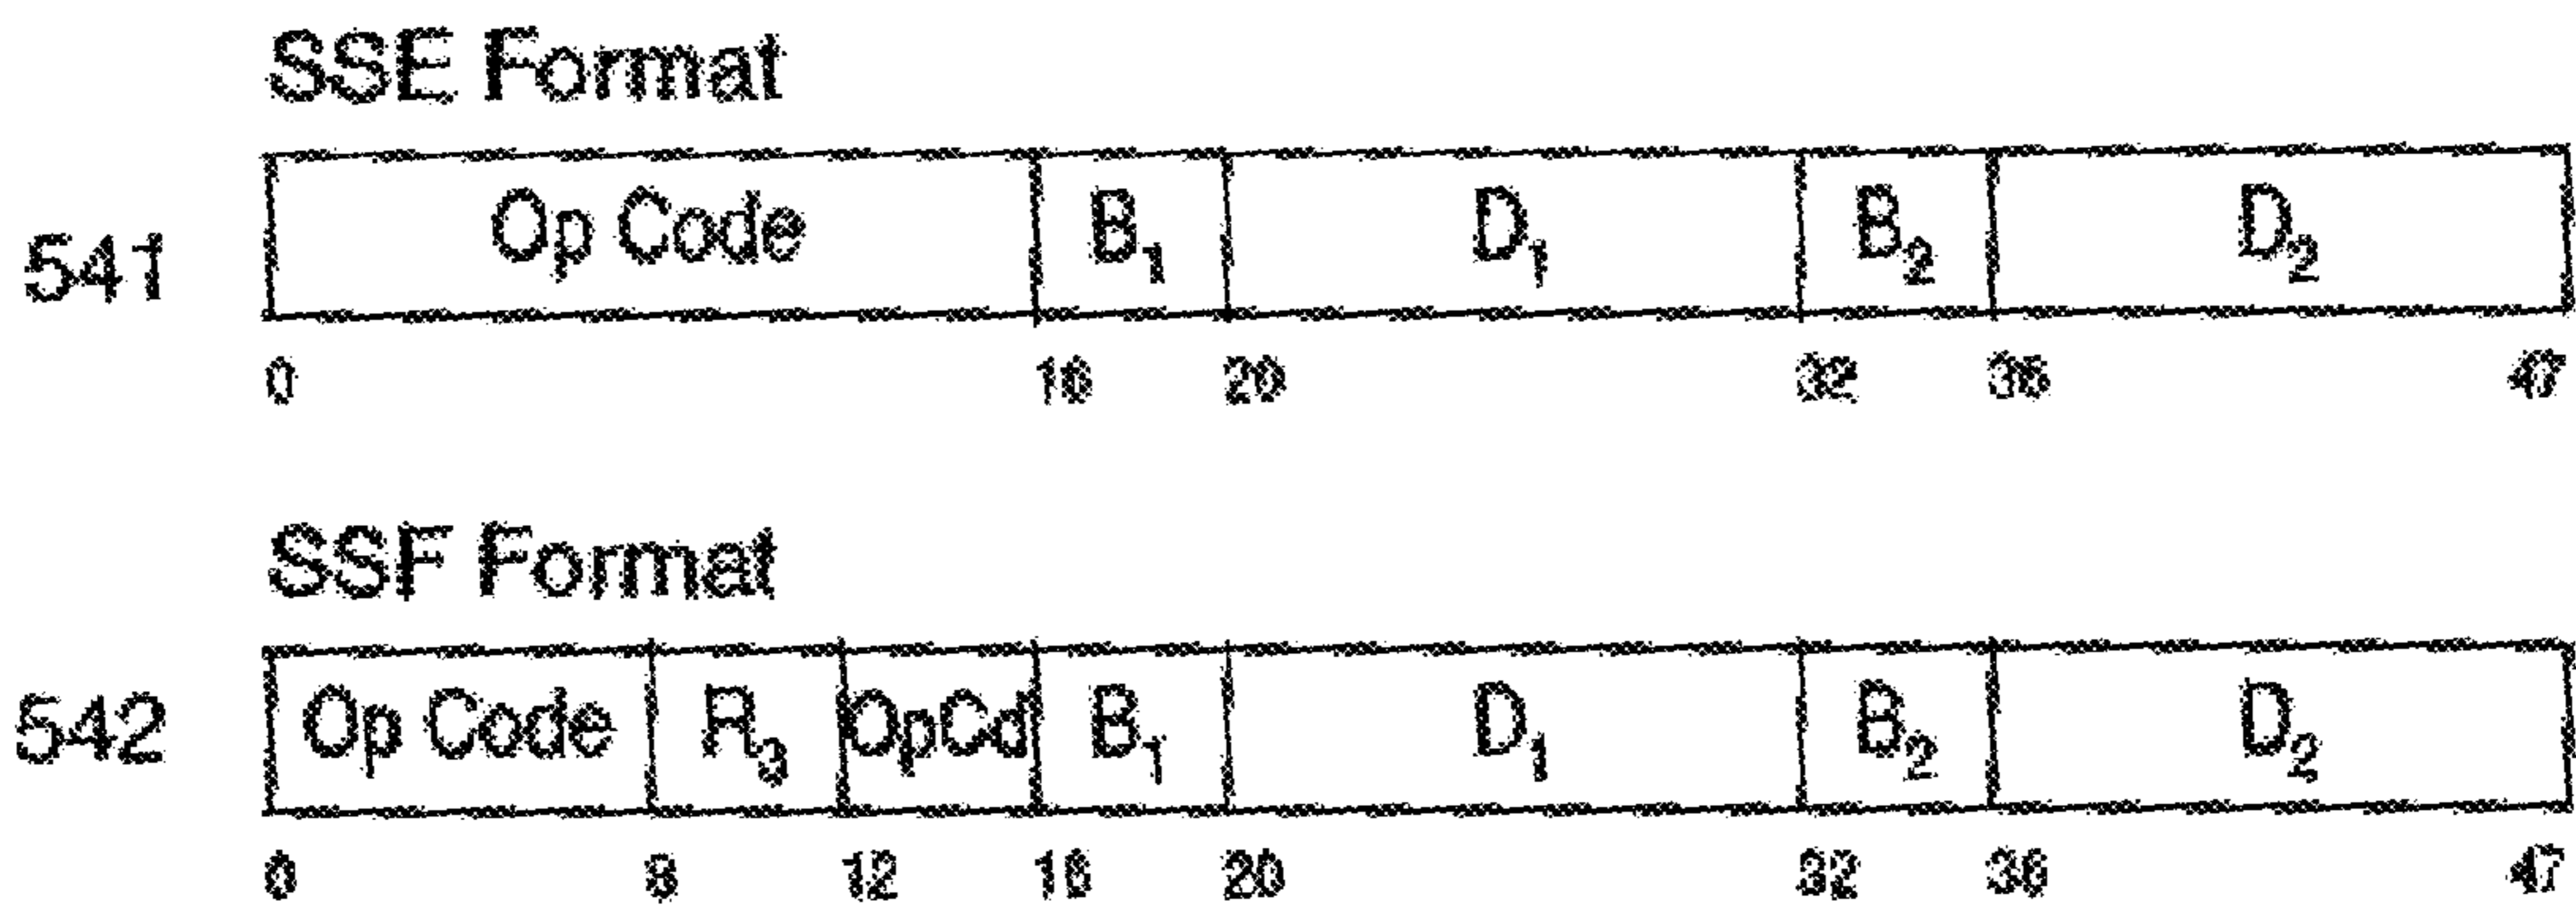 SSE Format
541 Op Code B₁ D₁ B₂ D₂
0 16 20 32 36 47
SSF Format
542 Op Code R₃ OpCd B₁ D₁ B₂ D₂
0 8 12 16 20 32 36 47